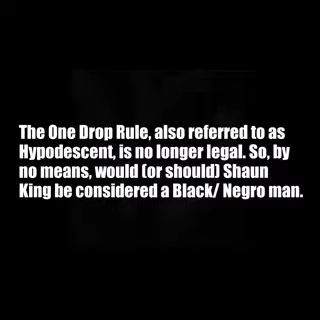 The One Drop Rule, also referred to as
Hypodescent, is no longer legal. So, by
no means, would (or should) Shaun
King be considered a Black/ Negro man.